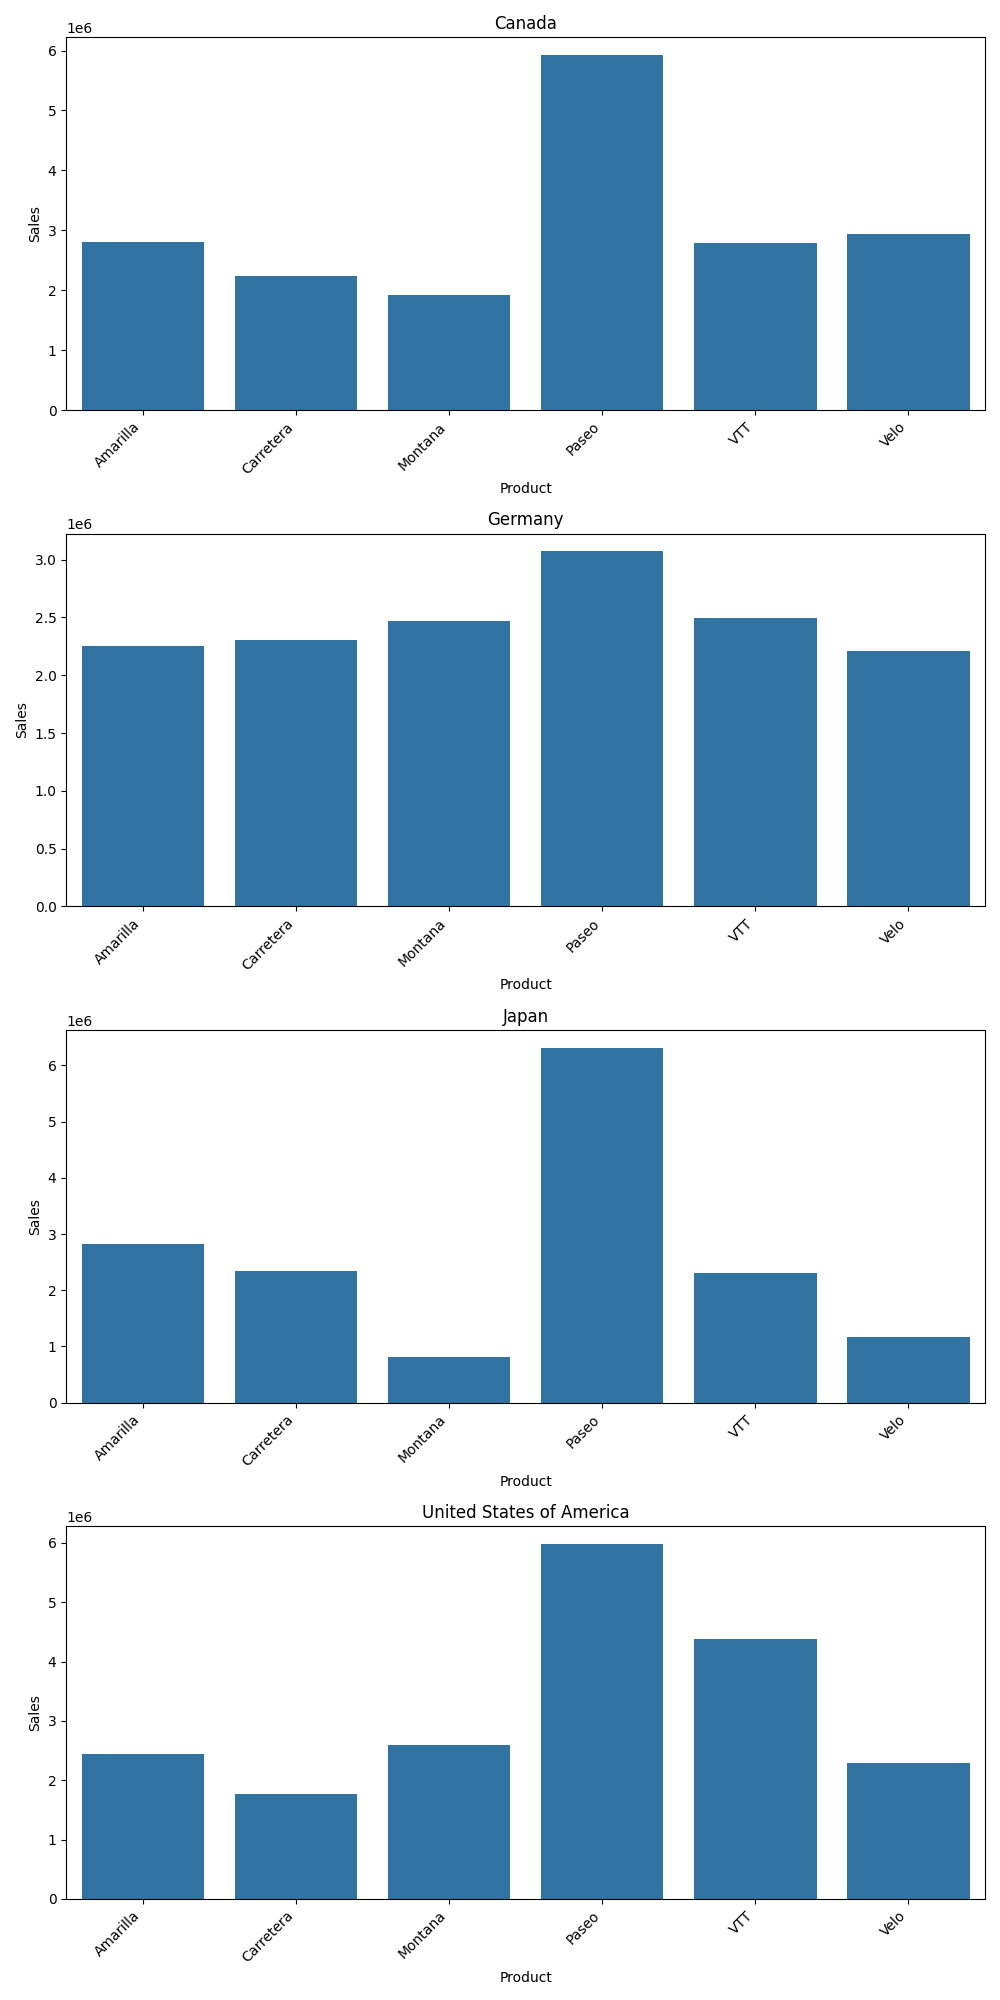 Canada
1e6
6
5
4
3
2
1
0
Sales
Amarilla
Carretera
Montana
Paseo
VTT
Velo
Product
Germany
1e6
3.0
2.5
2.0
1.5
1.0
0.5
0.0
Sales
Amarilla
Carretera
Montana
Paseo
VTT
Velo
Product
Japan
1e6
6
5
4
3
2
1
0
Sales
Amarilla
Carretera
Montana
Paseo
VTT
Velo
Product
United States of America
1e6
6
5
4
3
2
1
0
Sales
Amarilla
Carretera
Montana
Paseo
VTT
Velo
Product